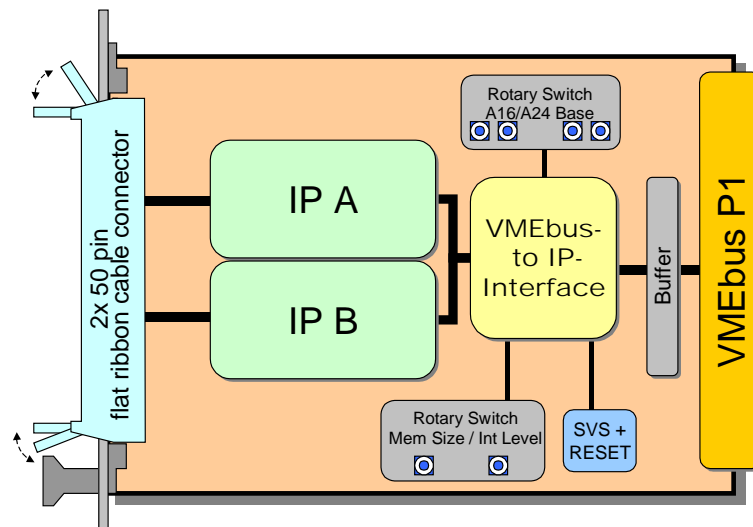 Rotary Switch
A16/A24 Base
2x 50 pin
flat ribbon cable connector
IP A
IP B
VMEbus-
to IP-
Interface
Buffer
VMEbus P1
Rotary Switch
Mem Size / Int Level
SVS +
RESET